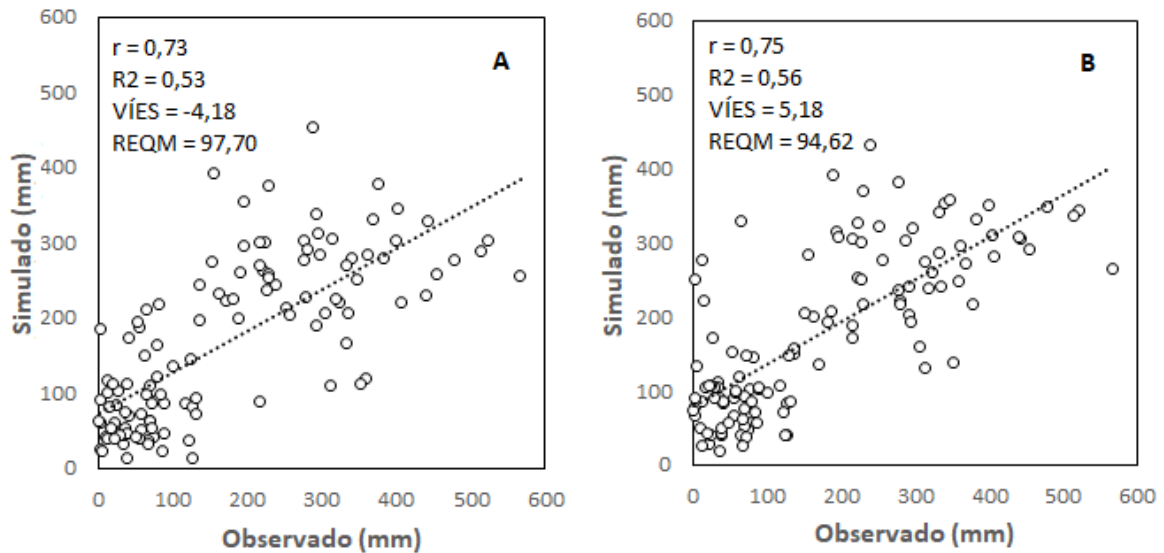 600
500
400
300
200
100
0
Simulado (mm)
r = 0,73
R2 = 0,53
VÍES = -4,18
REQM = 97,70
A
0 100 200 300 400 500 600
Observado (mm)
600
500
400
300
200
100
0
Simulado (mm)
r = 0,75
R2 = 0,56
VÍES = 5,18
REQM = 94,62
B
0 100 200 300 400 500 600
Observado (mm)